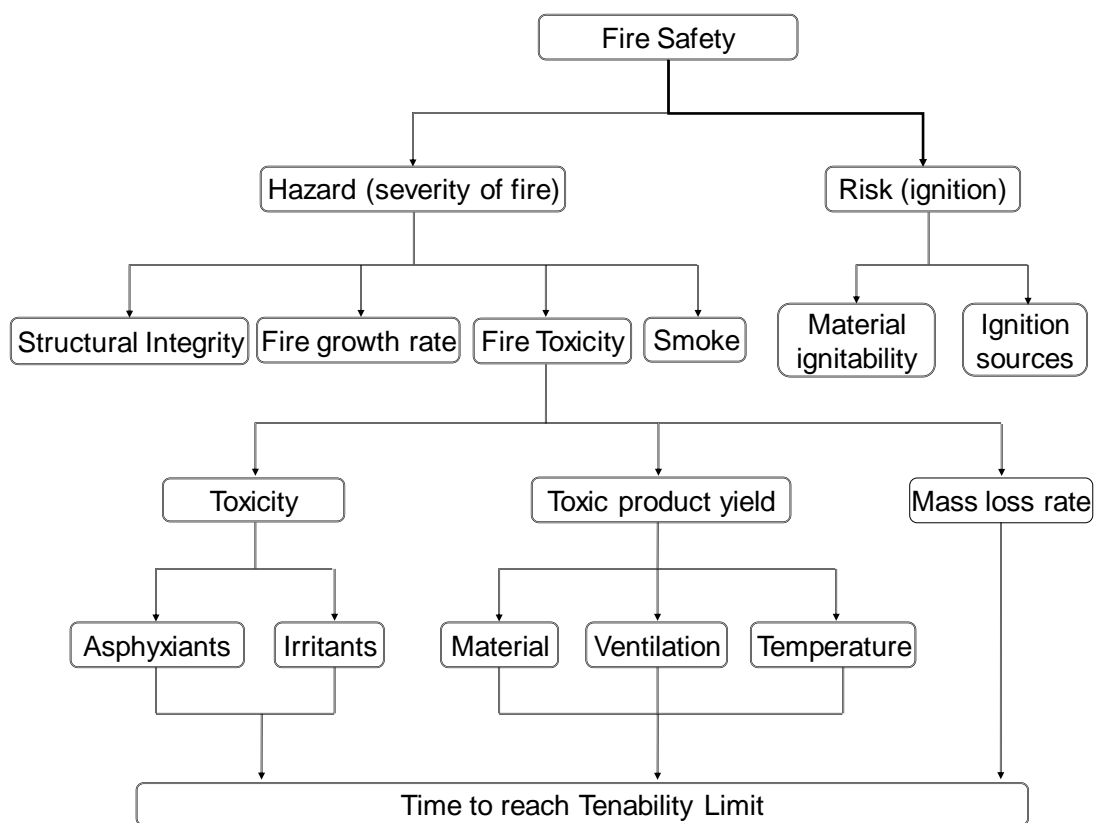 Fire Safety
Hazard (severity of fire)
Risk (ignition)
Structural Integrity
Fire growth rate
Fire Toxicity
Smoke
Material
ignitability
Ignition
sources
Toxicity
Toxic product yield
Mass loss rate
Asphyxiants
Irritants
Material
Ventilation
Temperature
Time to reach Tenability Limit